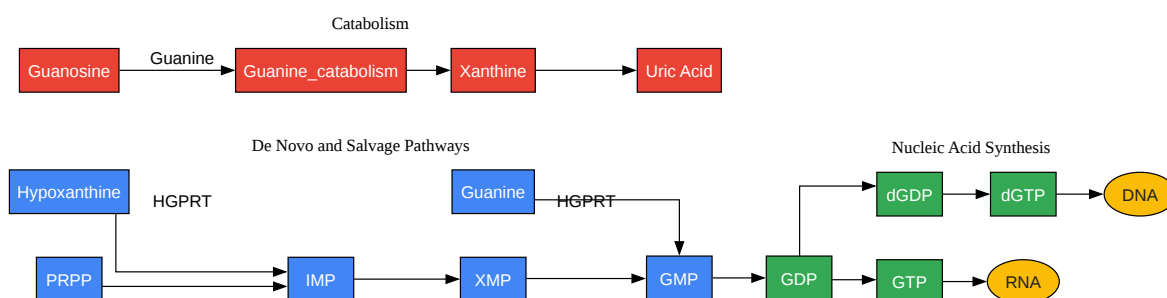 Catabolism
Guanosine
Guanine
Guanine_catabolism
Xanthine
Uric Acid
De Novo and Salvage Pathways
Nucleic Acid Synthesis
Hypoxanthine
HGPRT
Guanine
HGPRT
dGDP
dGTP
DNA
PRPP
IMP
XMP
GMP
GDP
GTP
RNA